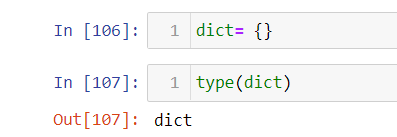 In [106]: 1 dict= {}
In [107]: 1 type(dict)
Out[107]: dict